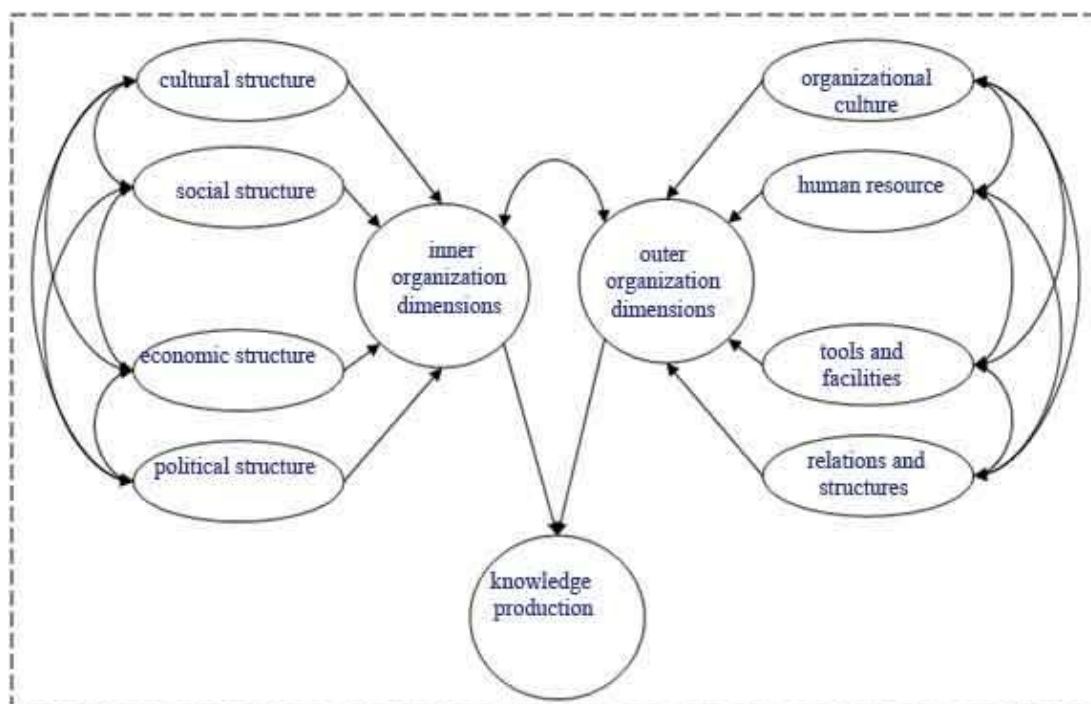 cultural structure
social structure
economic structure
political structure
inner
organization
dimensions
outer
organization
dimensions
organizational
culture
human resource
tools and
facilities
relations and
structures
knowledge
production